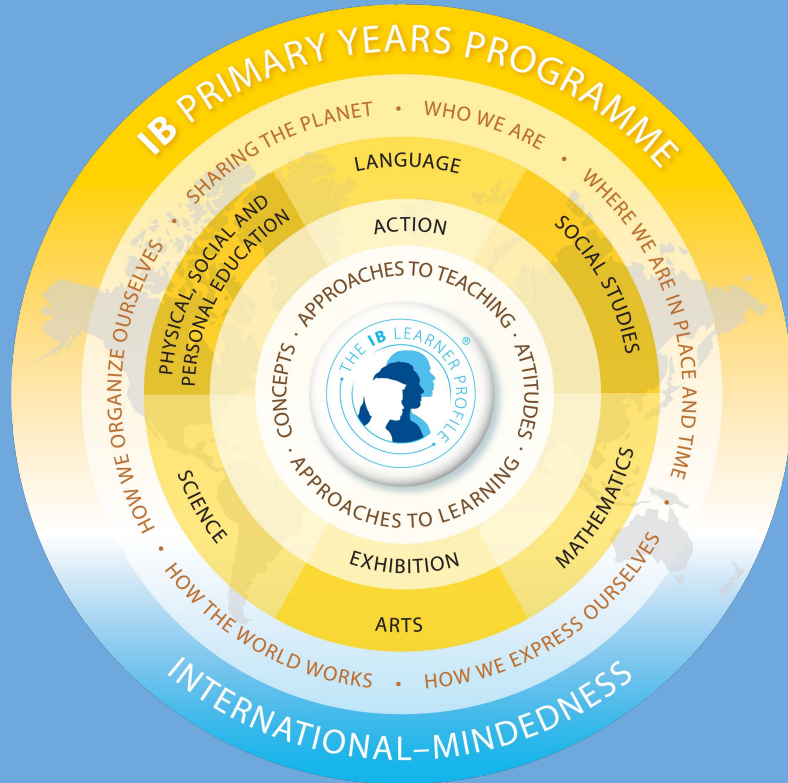 IB PRIMARY YEARS PROGRAMME
SHARING THE PLANET
WHO WE ARE
WHERE WE ARE IN PLACE AND TIME
HOW WE EXPRESS OURSELVES
HOW THE WORLD WORKS
HOW WE ORGANIZE OURSELVES
LANGUAGE
SOCIAL STUDIES
MATHEMATICS
ARTS
SCIENCE
PHYSICAL, SOCIAL AND
PERSONAL EDUCATION
ACTION
EXHIBITION
APPROACHES TO TEACHING
ATTITUDES
APPROACHES TO LEARNING
CONCEPTS
THE IB LEARNER PROFILE ®
INTERNATIONAL–MINDEDNESS